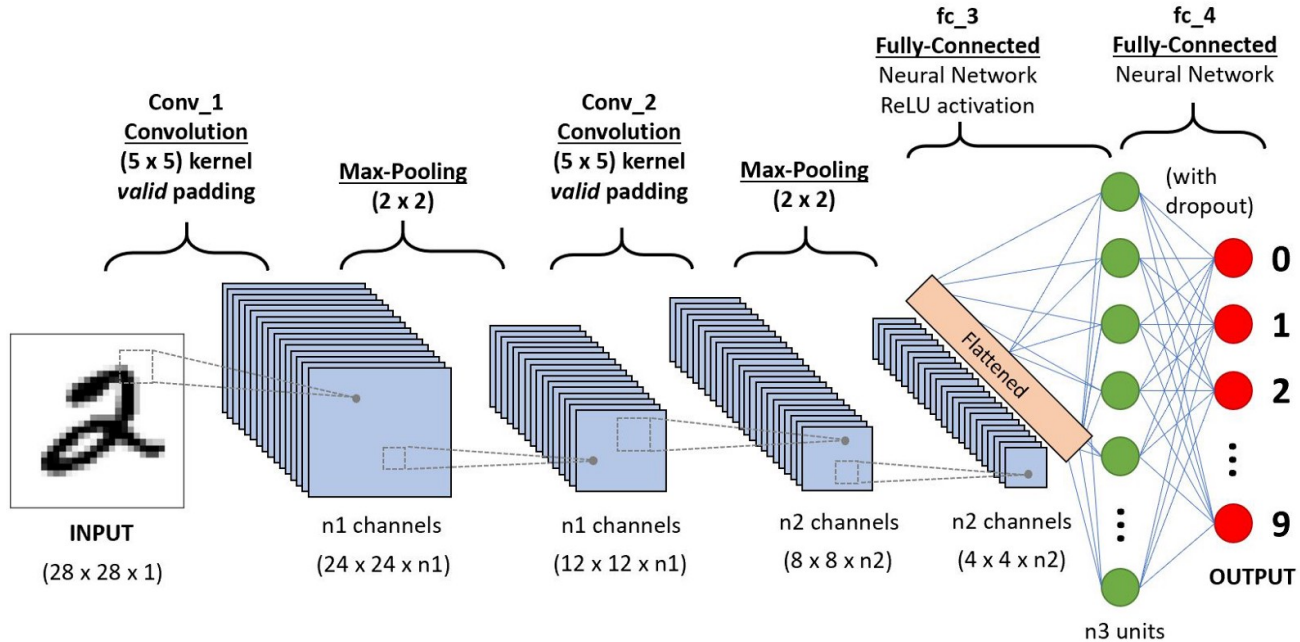 Conv_1
Convolution
(5 x 5) kernel
valid padding
Max-Pooling
(2 x 2)
Conv_2
Convolution
(5 x 5) kernel
valid padding
Max-Pooling
(2 x 2)
fc_3
Fully-Connected
Neural Network
ReLU activation
fc_4
Fully-Connected
Neural Network
(with
dropout)
Flattened
0
1
2
9
OUTPUT
INPUT
(28 x 28 x 1)
n1 channels
(24 x 24 x n1)
n1 channels
(12 x 12 x n1)
n2 channels
(8 x 8 x n2)
n2 channels
(4 x 4 x n2)
n3 units
2